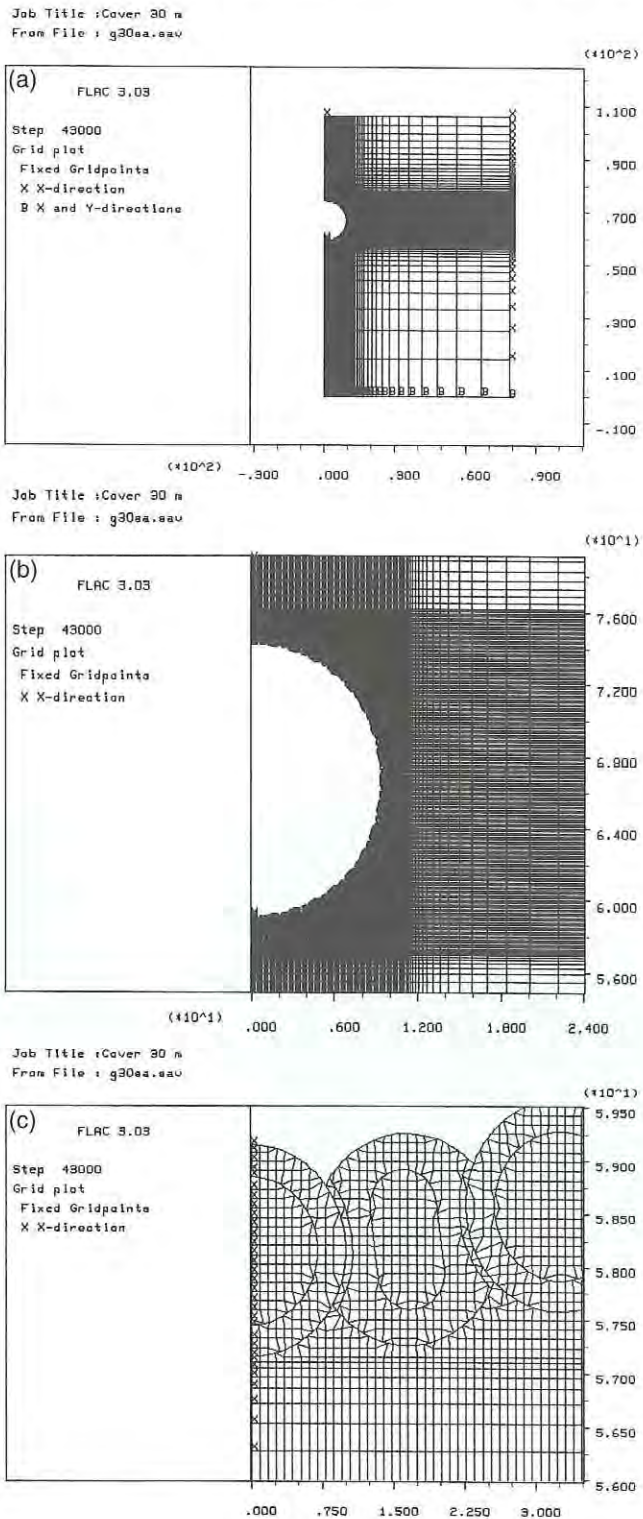 Job Title :Cover 30 m
From File : g30sa.sav
(*10^2)
(a)
FLAC 3.03
Step 43000
Grid plot
Fixed Gridpoints
X X-direction
B X and Y-directions
1.100
.900
.700
.500
.300
.100
-.100
(*10^2)
-.300 .000 .300 .600 .900
Job Title :Cover 30 m
From File : g30sa.sav
(*10^1)
(b)
FLAC 3.03
Step 43000
Grid plot
Fixed Gridpoints
X X-direction
7.600
7.200
6.800
6.400
6.000
5.600
(*10^1)
.000 .600 1.200 1.800 2.400
Job Title :Cover 30 m
From File : g30sa.sav
(*10^1)
(c)
FLAC 3.03
Step 43000
Grid plot
Fixed Gridpoints
X X-direction
5.950
5.900
5.850
5.800
5.750
5.700
5.650
5.600
.000 .750 1.500 2.250 3.000